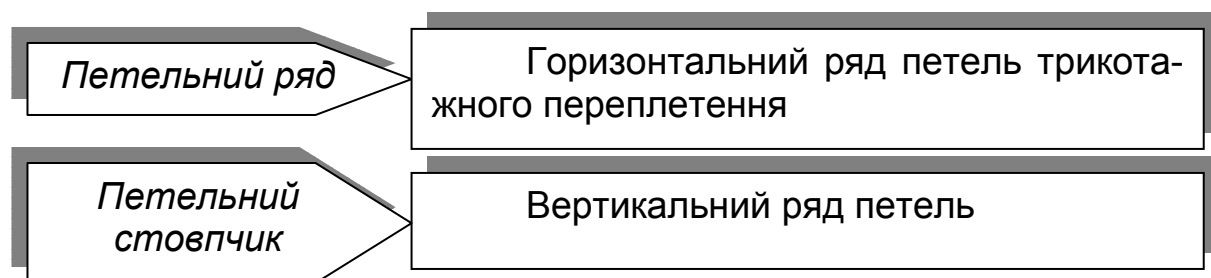 Петельний ряд
Горизонтальний ряд петель трикота-
жного переплетення
Петельний
стовпчик
Вертикальний ряд петель